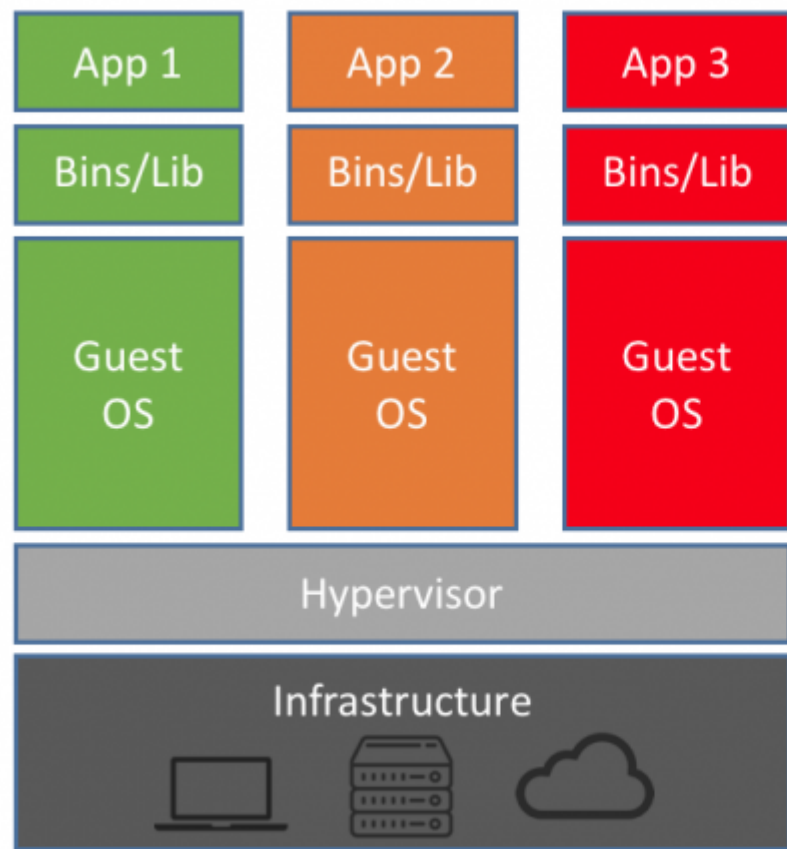 App 1
App 2
App 3
Bins/Lib
Bins/Lib
Bins/Lib
Guest
OS
Guest
OS
Guest
OS
Hypervisor
Infrastructure